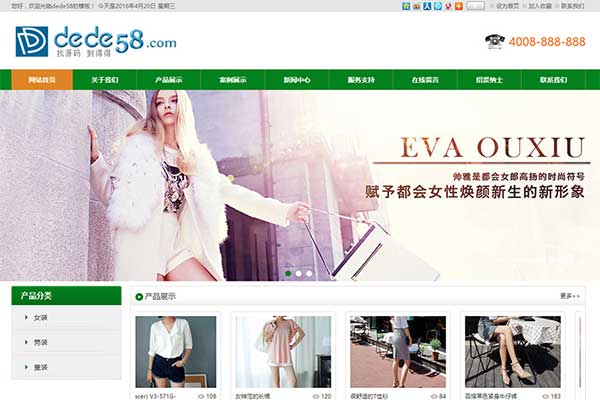 您好，欢迎光临dede58的模板！ 今天是2016年4月20日 星期三
设为首页 加入收藏 联系我们
dede58.com
找源码 到得得
4008-888-888
网站首页 关于我们 产品展示 案例展示 新闻中心 服务支持 在线留言 招贤纳士 联系我们
EVA OUXIU
帅雅是都会女郎高扬的时尚符号
赋予都会女性焕颜新生的新形象
产品分类
产品展示
更多>>
女装
男装
童装
scer) V3-571G- 108
女神范的长裙 120
很舒适的T恤衫 84
百搭黑色紧身牛仔裤 183